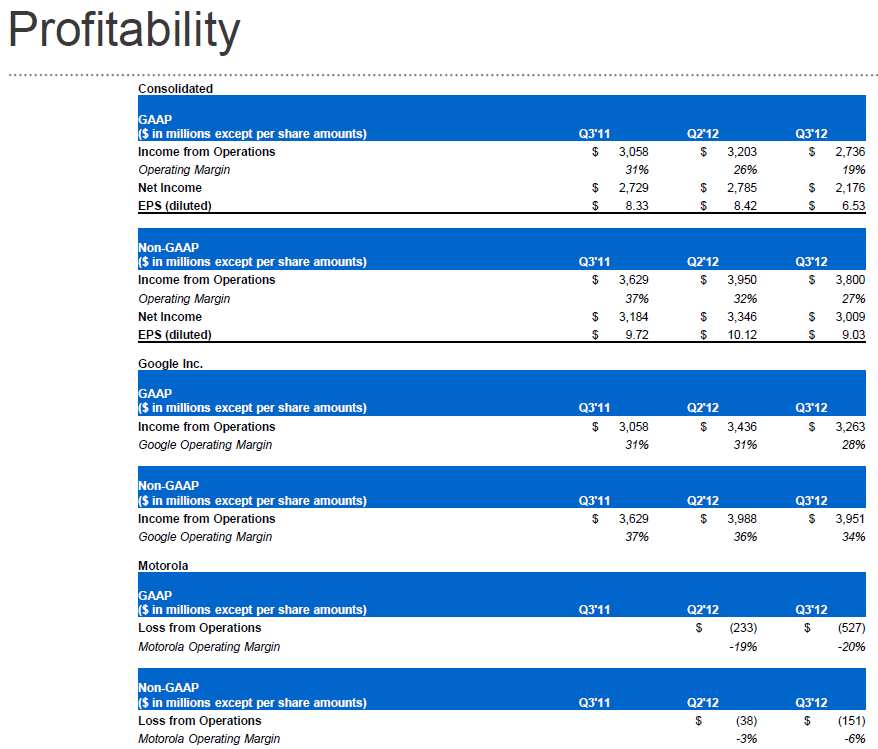 Profitability
Consolidated
GAAP
($ in millions except per share amounts) Q3'11 Q2'12 Q3'12
Income from Operations $ 3,058 $ 3,203 $ 2,736
Operating Margin 31% 26% 19%
Net Income $ 2,729 $ 2,785 $ 2,176
EPS (diluted) $ 8.33 $ 8.42 $ 6.53
Non-GAAP
($ in millions except per share amounts) Q3'11 Q2'12 Q3'12
Income from Operations $ 3,629 $ 3,950 $ 3,800
Operating Margin 37% 32% 27%
Net Income $ 3,184 $ 3,346 $ 3,009
EPS (diluted) $ 9.72 $ 10.12 $ 9.03
Google Inc.
GAAP
($ in millions except per share amounts) Q3'11 Q2'12 Q3'12
Income from Operations $ 3,058 $ 3,436 $ 3,263
Google Operating Margin 31% 31% 28%
Non-GAAP
($ in millions except per share amounts) Q3'11 Q2'12 Q3'12
Income from Operations $ 3,629 $ 3,988 $ 3,951
Google Operating Margin 37% 36% 34%
Motorola
GAAP
($ in millions except per share amounts) Q3'11 Q2'12 Q3'12
Loss from Operations $ (233) $ (527)
Motorola Operating Margin -19% -20%
Non-GAAP
($ in millions except per share amounts) Q3'11 Q2'12 Q3'12
Loss from Operations $ (38) $ (151)
Motorola Operating Margin -3% -6%